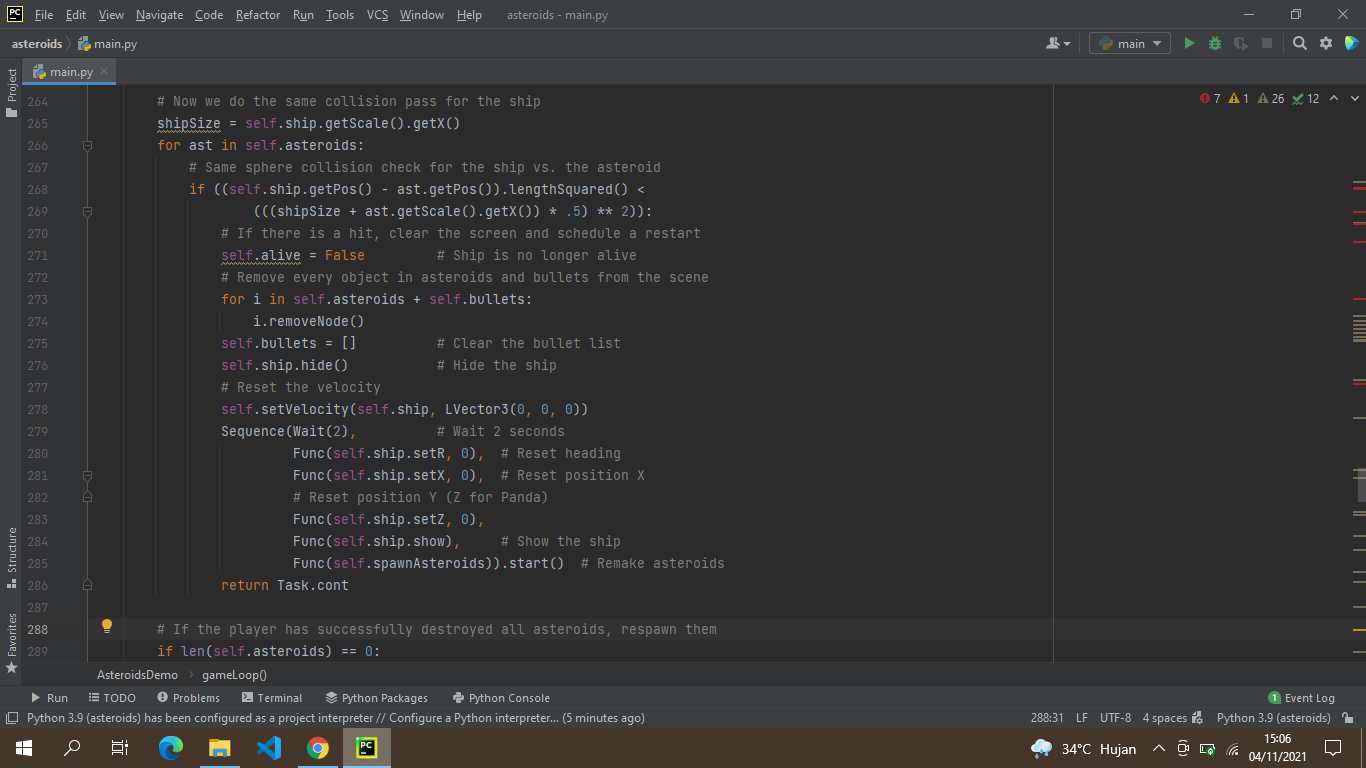 PC File Edit View Navigate Code Refactor Run Tools VCS Window Help asteroids - main.py
asteroids main.py main
Project main.py
7 1 26 12
264 # Now we do the same collision pass for the ship
265 shipSize = self.ship.getScale().getX()
266 for ast in self.asteroids:
267 # Same sphere collision check for the ship vs. the asteroid
268 if ((self.ship.getPos() - ast.getPos()).lengthSquared() <
269 (((shipSize + ast.getScale().getX()) * .5) ** 2)):
270 # If there is a hit, clear the screen and schedule a restart
271 self.alive = False # Ship is no longer alive
272 # Remove every object in asteroids and bullets from the scene
273 for i in self.asteroids + self.bullets:
274 i.removeNode()
275 self.bullets = [] # Clear the bullet list
276 self.ship.hide() # Hide the ship
277 # Reset the velocity
278 self.setVelocity(self.ship, LVector3(0, 0, 0))
279 Sequence(Wait(2), # Wait 2 seconds
280 Func(self.ship.setR, 0), # Reset heading
281 Func(self.ship.setX, 0), # Reset position X
282 # Reset position Y (Z for Panda)
283 Func(self.ship.setZ, 0),
284 Func(self.ship.show), # Show the ship
285 Func(self.spawnAsteroids)).start() # Remake asteroids
286 return Task.cont
287
288 # If the player has successfully destroyed all asteroids, respawn them
289 if len(self.asteroids) == 0:
Structure
Favorites
AsteroidsDemo gameLoop()
Run TODO Problems Terminal Python Packages Python Console 1 Event Log
Python 3.9 (asteroids) has been configured as a project interpreter // Configure a Python interpreter... (5 minutes ago) 288:31 LF UTF-8 4 spaces Python 3.9 (asteroids)
PC 34°C Hujan 15:06
04/11/2021